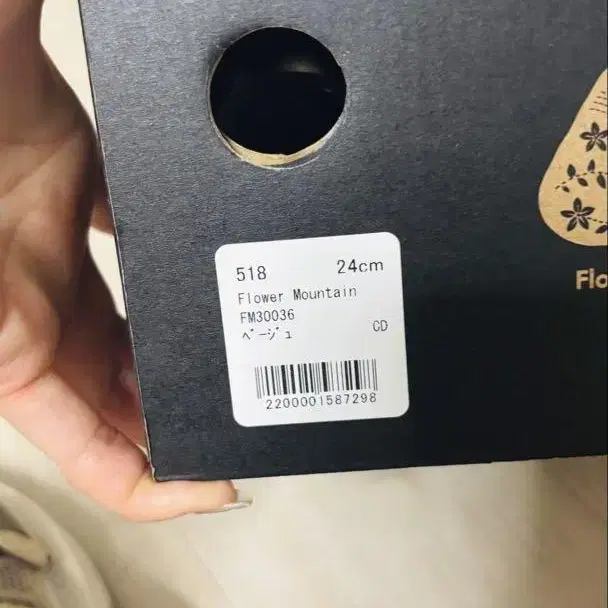 518 24cm
Flower Mountain
FM30036
ﾍﾞｰｼﾞｭ CD
2200001587298
Flo